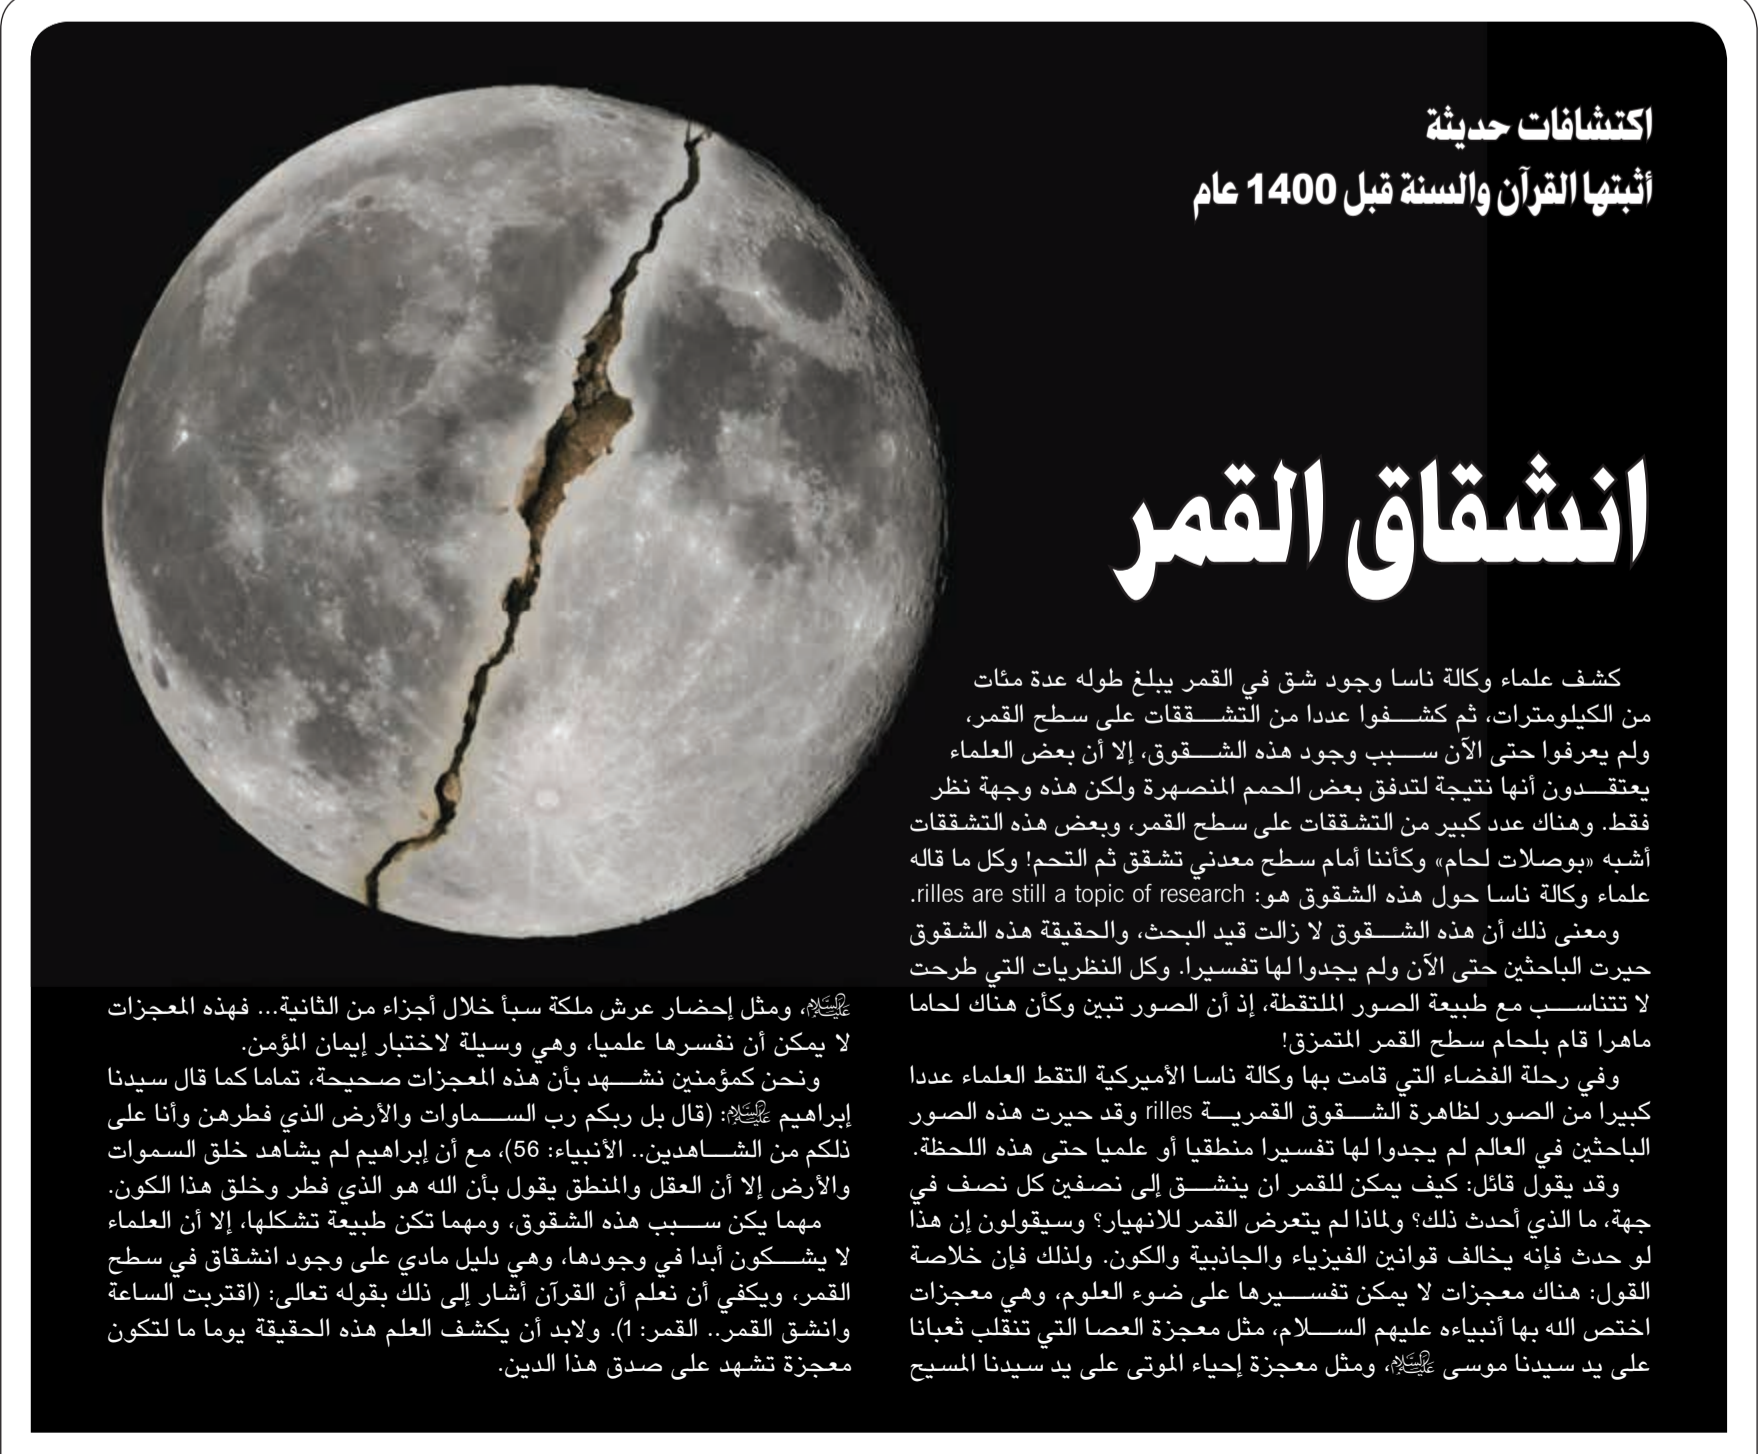 اكتشافات حديثة
أثبتها القرآن والسنة قبل 1400 عام
انشقاق القمر
كشف علماء وكالة ناسا وجود شق في القمر يبلغ طوله عدة مئات
من الكيلومترات، ثم كشفوا عددا من التشققات على سطح القمر،
ولم يعرفوا حتى الآن سبب وجود هذه الشقوق، إلا أن بعض العلماء
يعتقدون أنها نتيجة لتدفق بعض الحمم المنصهرة ولكن هذه وجهة نظر
فقط. وهناك عدد كبير من التشققات على سطح القمر، وبعض هذه التشققات
أشبه «بوصلات لحام» وكأننا أمام سطح معدني تشقق ثم التحم! وكل ما قاله
علماء وكالة ناسا حول هذه الشقوق هو: rilles are still a topic of research.
ومعنى ذلك أن هذه الشقوق لا زالت قيد البحث، والحقيقة هذه الشقوق
حيرت الباحثين حتى الآن ولم يجدوا لها تفسيرا. وكل النظريات التي طرحت
لا تتناسب مع طبيعة الصور الملتقطة، إذ أن الصور تبين وكأن هناك لحاما
ماهرا قام بلحام سطح القمر المتمزق!
وفي رحلة الفضاء التي قامت بها وكالة ناسا الأميركية التقط العلماء عددا
كبيرا من الصور لظاهرة الشقوق القمرية rilles وقد حيرت هذه الصور
الباحثين في العالم لم يجدوا لها تفسيرا منطقيا أو علميا حتى هذه اللحظة.
وقد يقول قائل: كيف يمكن للقمر ان ينشق إلى نصفين كل نصف في
جهة، ما الذي أحدث ذلك؟ ولماذا لم يتعرض القمر للانهيار؟ وسيقولون إن هذا
لو حدث فإنه يخالف قوانين الفيزياء والجاذبية والكون. ولذلك فإن خلاصة
القول: هناك معجزات لا يمكن تفسيرها على ضوء العلوم، وهي معجزات
اختص الله بها أنبياءه عليهم السلام، مثل معجزة العصا التي تنقلب ثعبانا
على يد سيدنا موسى عليه السلام، ومثل معجزة إحياء الموتى على يد سيدنا المسيح
عليه السلام، ومثل إحضار عرش ملكة سبأ خلال أجزاء من الثانية... فهذه المعجزات
لا يمكن أن نفسرها علميا، وهي وسيلة لاختبار إيمان المؤمن.
ونحن كمؤمنين نشهد بأن هذه المعجزات صحيحة، تماما كما قال سيدنا
إبراهيم عليه السلام: (قال بل ربكم رب السماوات والأرض الذي فطرهن وأنا على
ذلكم من الشاهدين.. الأنبياء: 56)، مع أن إبراهيم لم يشاهد خلق السموات
والأرض إلا أن العقل والمنطق يقول بأن الله هو الذي فطر وخلق هذا الكون.
مهما يكن سبب هذه الشقوق، ومهما تكن طبيعة تشكلها، إلا أن العلماء
لا يشكون أبدا في وجودها، وهي دليل مادي على وجود انشقاق في سطح
القمر، ويكفي أن نعلم أن القرآن أشار إلى ذلك بقوله تعالى: (اقتربت الساعة
وانشق القمر.. القمر: 1). ولابد أن يكشف العلم هذه الحقيقة يوما ما لتكون
معجزة تشهد على صدق هذا الدين.